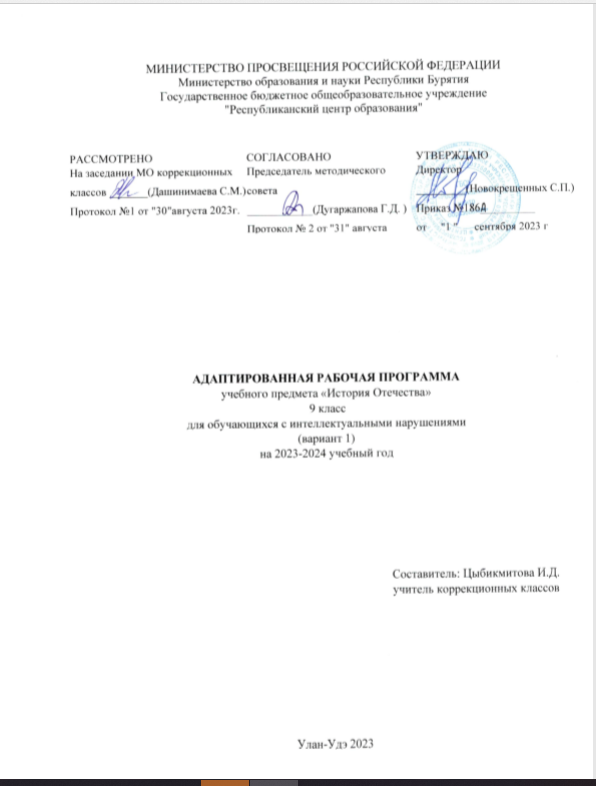 МИНИСТЕРСТВО ПРОСВЕЩЕНИЯ РОССИЙСКОЙ ФЕДЕРАЦИИ
Министерство образования и науки Республики Бурятия
Государственное бюджетное общеобразовательное учреждение
"Республиканский центр образования"
РАССМОТРЕНО
На заседании МО коррекционных
классов (Дашинимаева С.М.)
Протокол №1 от "30"августа 2023г.
СОГЛАСОВАНО
Председатель методического
совета
(Дугаржапова Г.Д. )
Протокол № 2 от "31" августа
УТВЕРЖДАЮ
Директор
(Новокрещенных С.П.)
Приказ №186Д
от "1 " сентября 2023 г
АДАПТИРОВАННАЯ РАБОЧАЯ ПРОГРАММА
учебного предмета «История Отечества»
9 класс
для обучающихся с интеллектуальными нарушениями
(вариант 1)
на 2023-2024 учебный год
Составитель: Цыбикмитова И.Д.
учитель коррекционных классов
Улан-Удэ 2023